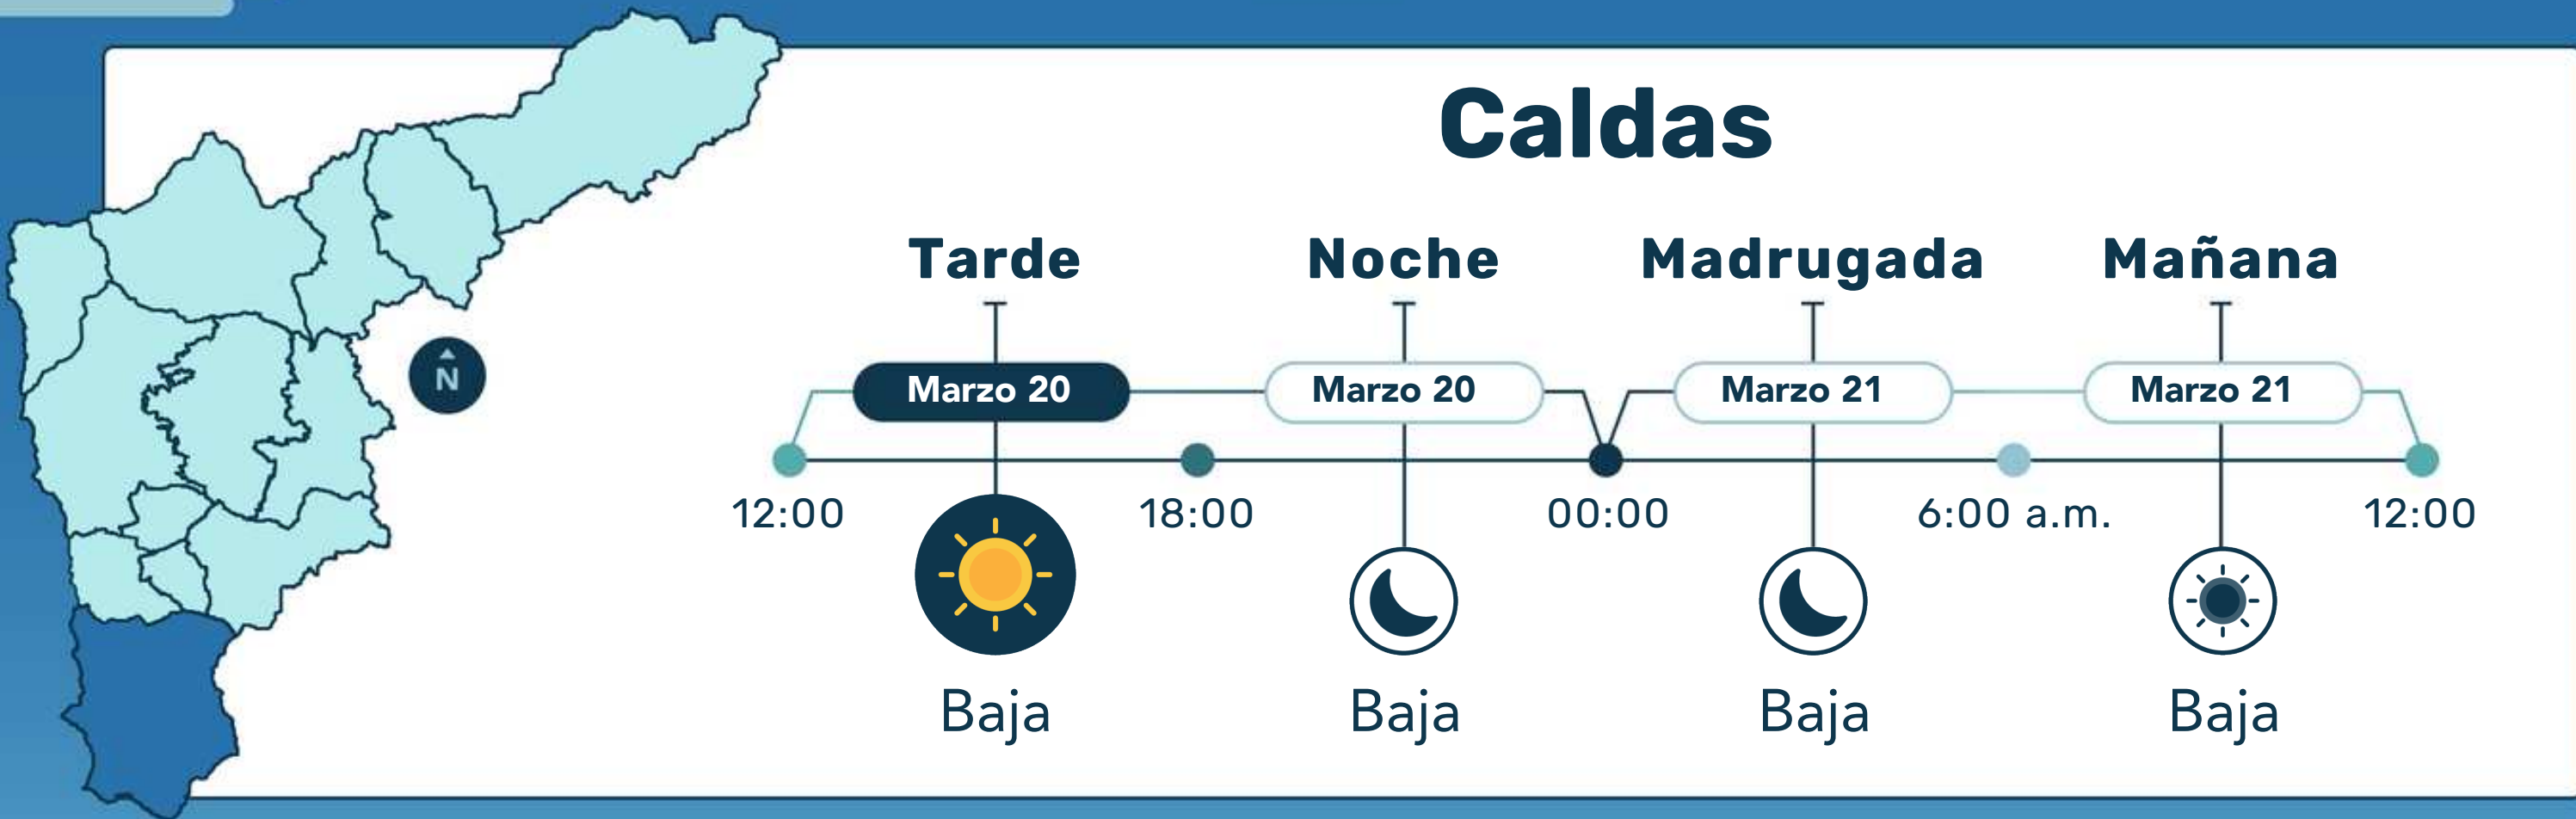 Caldas
Tarde Noche Madrugada Mañana
Marzo 20 Marzo 20 Marzo 21 Marzo 21
N
12:00 18:00 00:00 6:00 a.m. 12:00
Baja Baja Baja Baja